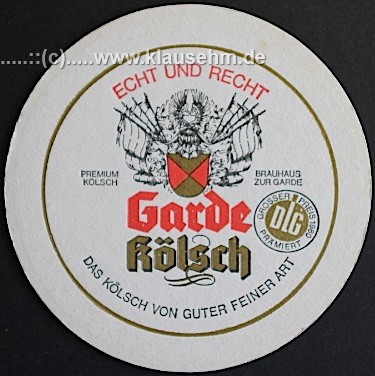 .....::(c)..... www.klausehm.de
ECHT UND RECHT
PREMIUM
KÖLSCH
BRAUHAUS
ZUR GARDE
Garde
Kölsch
GROSSER PREIS 1980
DLG
PRÄMIERT
DAS KÖLSCH VON GUTER FEINER ART